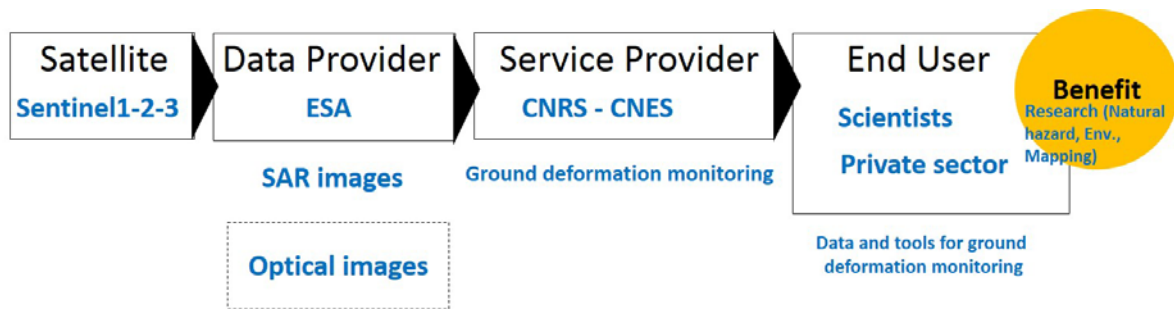 Satellite
Sentinel1-2-3
Data Provider
ESA
SAR images
Optical images
Service Provider
CNRS - CNES
Ground deformation monitoring
End User
Scientists
Private sector
Data and tools for ground
deformation monitoring
Benefit
Research (Natural
hazard, Env.,
Mapping)